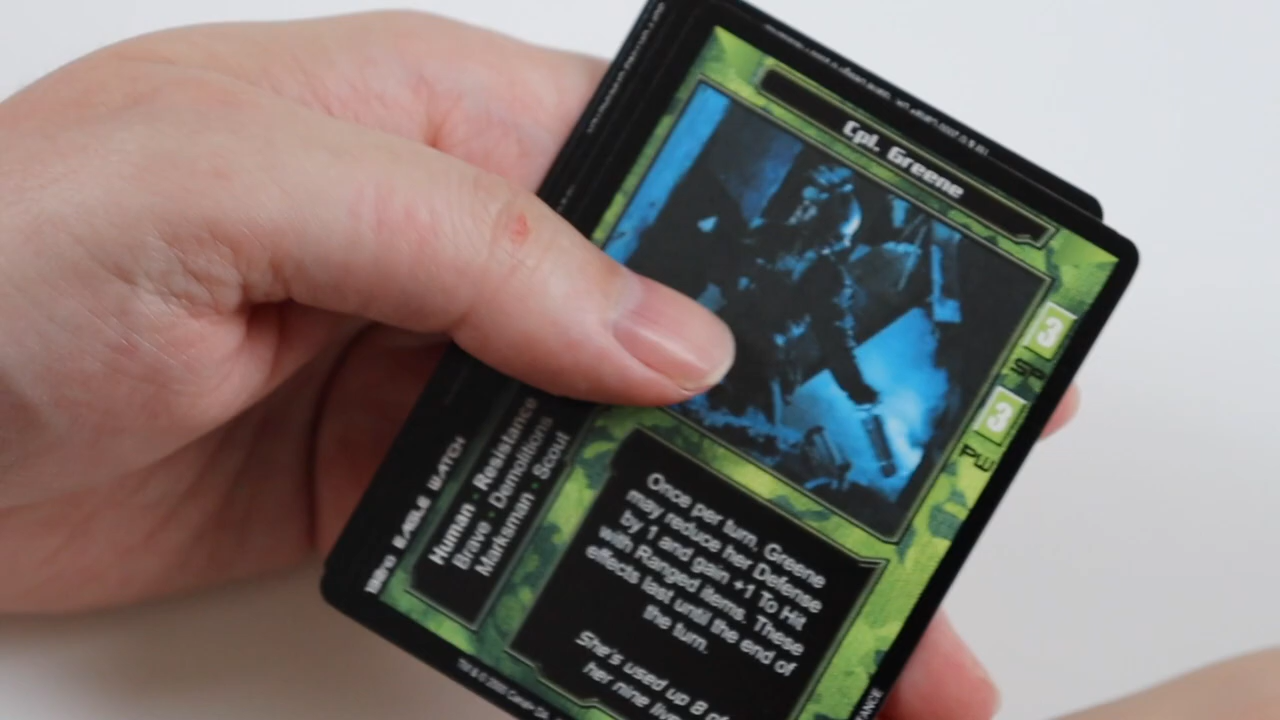 Cpl. Greene
3
SP
3
PW
EAGLE WATCH
Human · Resistance
Brave · Demolitions
Marksman · Scout
Once per turn, Greene
may reduce her Defense
by 1 and gain +1 To Hit
with Ranged items. These
effects last until the end of
the turn.
She's used up 8 of
her nine